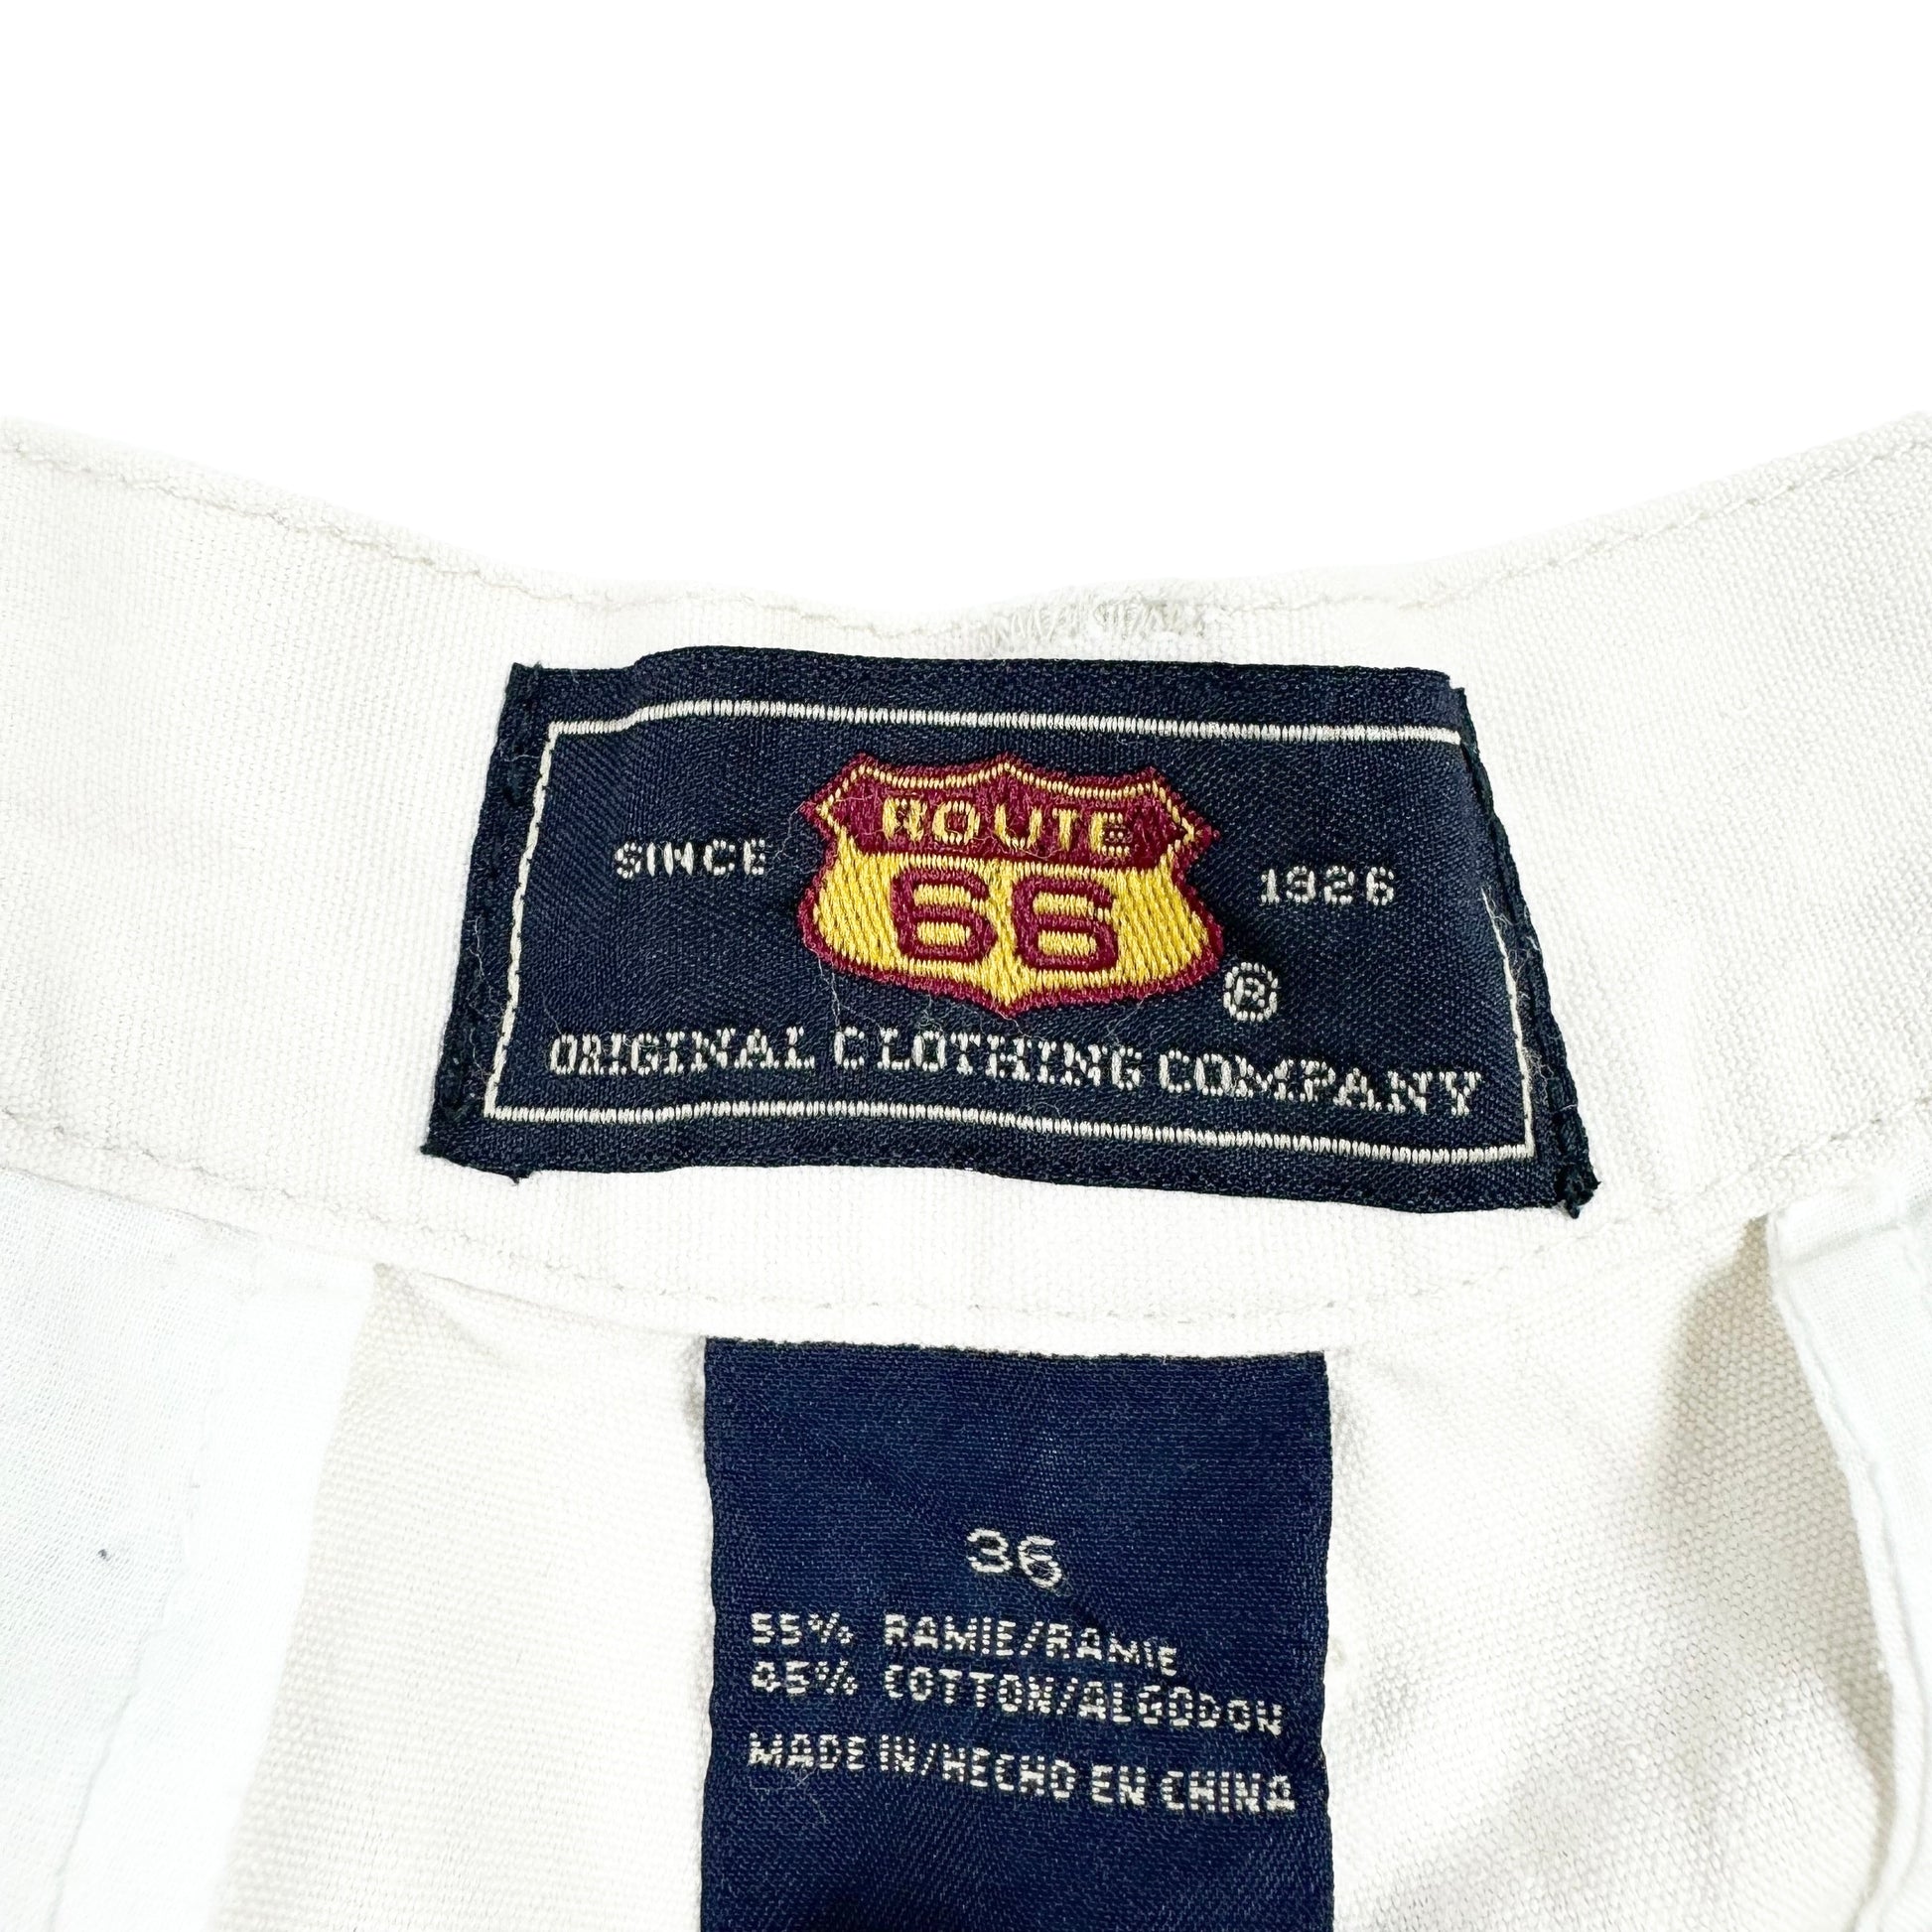 ROUTE
SINCE 66 1926
®
ORIGINAL CLOTHING COMPANY
36
55% RAMIE/RAMIE
45% COTTON/ALGODON
MADE IN/HECHO EN CHINA